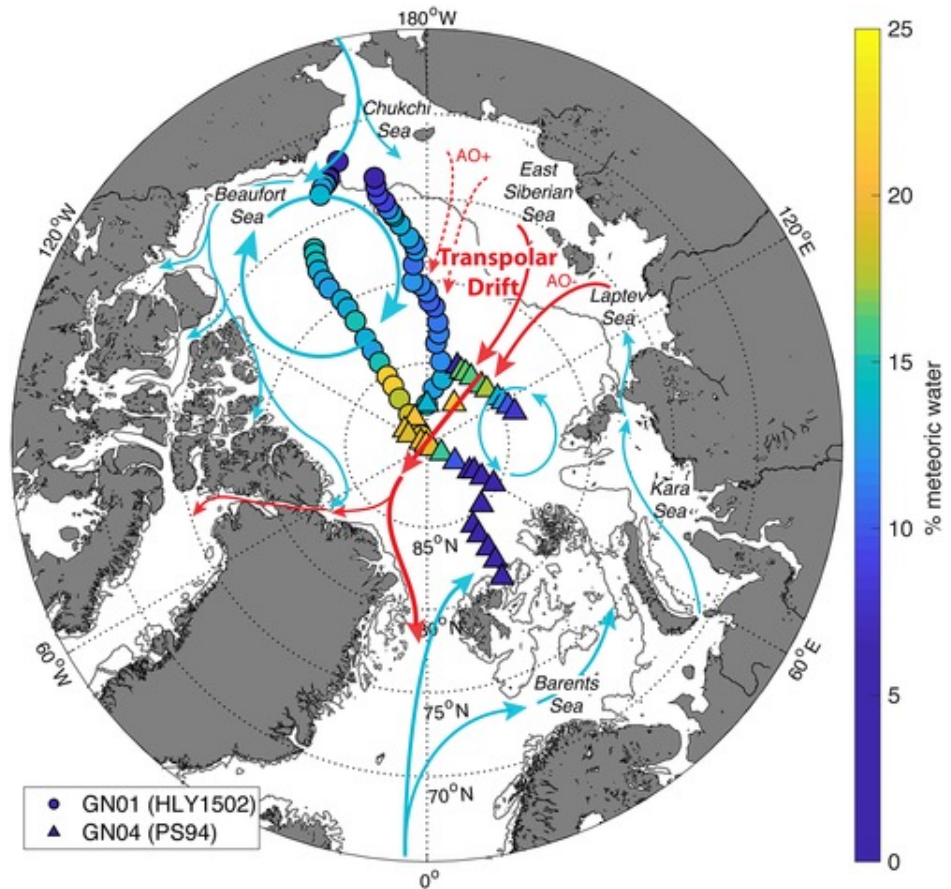 180°W
25
Chukchi
Sea
AO+
East
Siberian
Sea
Beaufort
Sea
120°W
120°E
20
Transpolar
Drift
AO-
Laptev
Sea
15
% meteoric water
Kara
Sea
10
85°N
80°N
60°W
60°E
Barents
Sea
75°N
5
70°N
GN01 (HLY1502)
GN04 (PS94)
0°
0